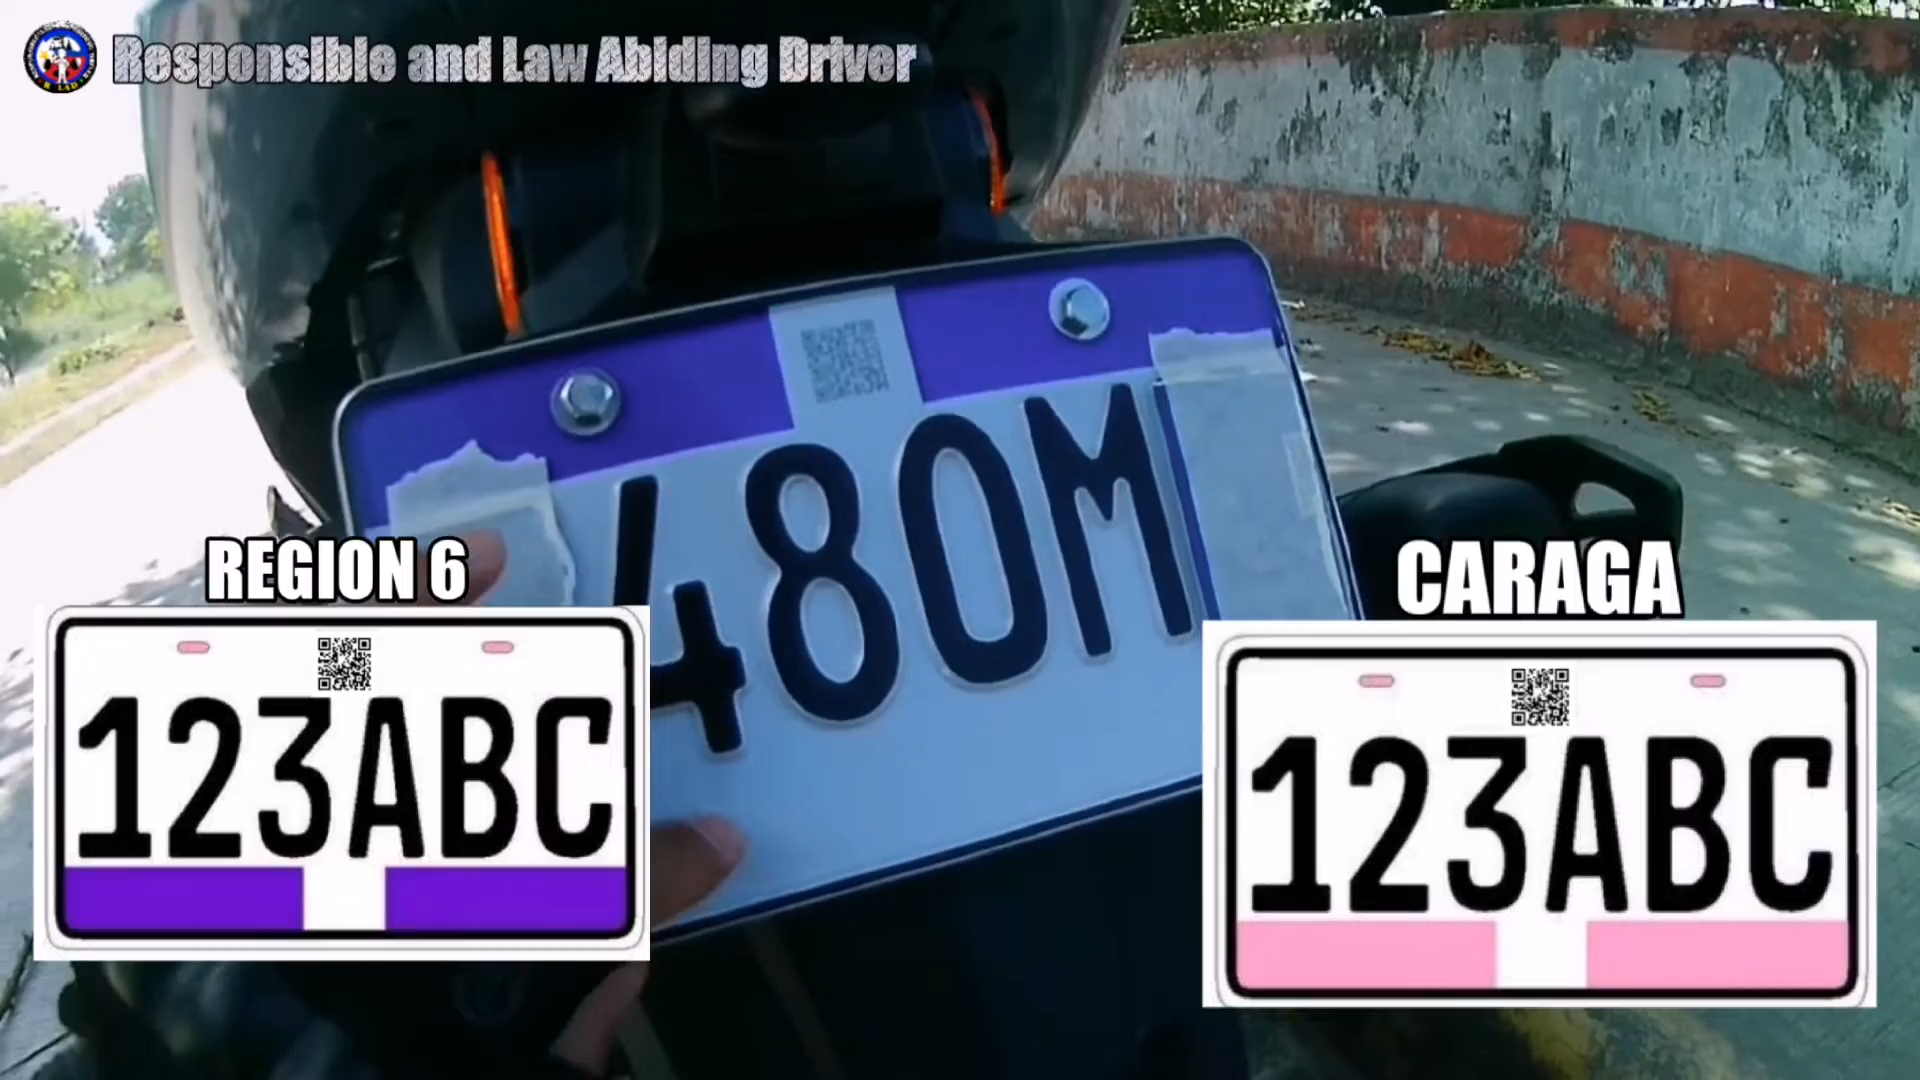 Responsible and Law Abiding Driver
480M
REGION 6
123ABC
CARAGA
123ABC